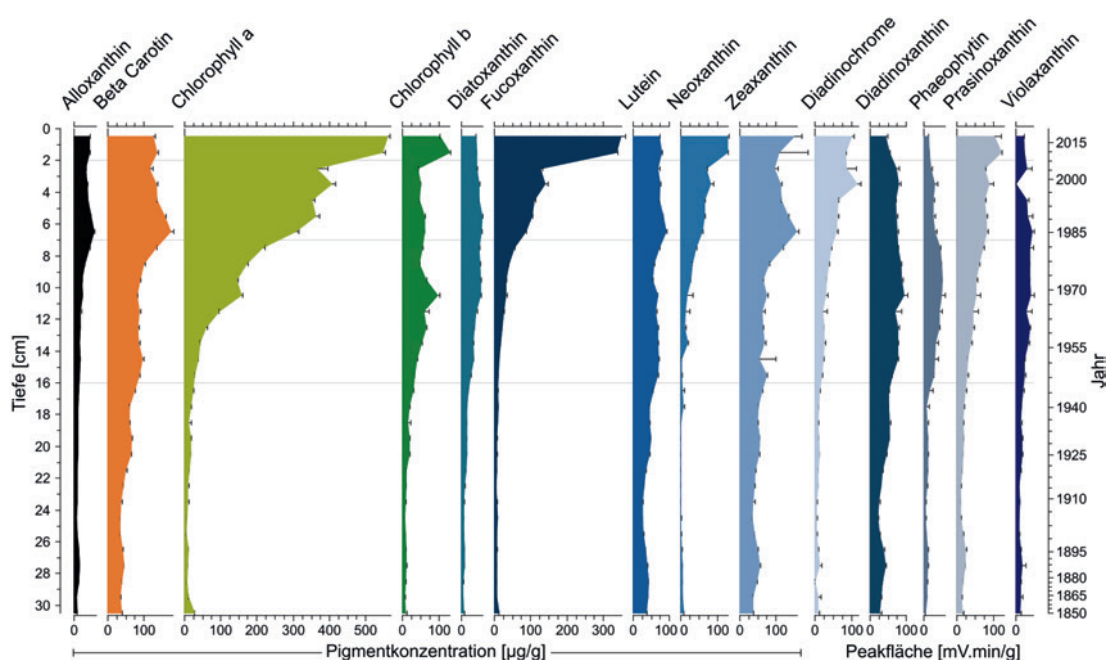 Alloxanthin
Beta Carotin
Chlorophyll a
Chlorophyll b
Diatoxanthin
Fucoxanthin
Lutein
Neoxanthin
Zeaxanthin
Diadinochrome
Diadinoxanthin
Phaeophytin
Prasinoxanthin
Violaxanthin
Tiefe [cm]
0
2
4
6
8
10
12
14
16
18
20
22
24
26
28
30
Jahr
2015
2000
1985
1970
1955
1940
1925
1910
1895
1880
1865
1850
0 0 100 0 100 200 300 400 500 0 100 0 0 100 200 300 0 100 0 100 0 100 0 100 0 100 0 0 100 0
Pigmentkonzentration [µg/g] Peakfläche [mV.min/g]